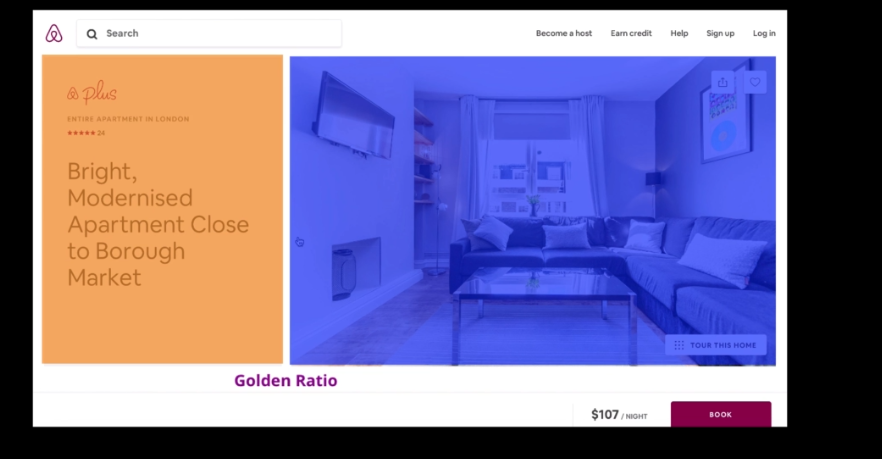 Search
Become a host Earn credit Help Sign up Log in
plus
ENTIRE APARTMENT IN LONDON
24
Bright,
Modernised
Apartment Close
to Borough
Market
TOUR THIS HOME
Golden Ratio
$107 / NIGHT
BOOK